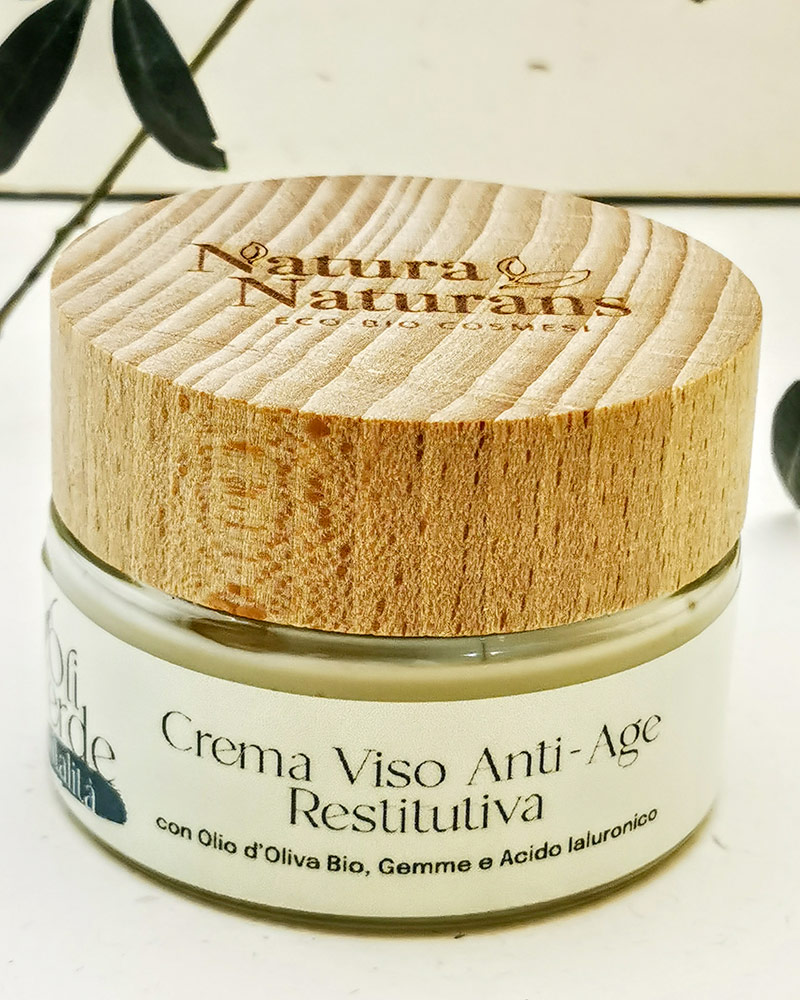 Natura
Naturans
ECO-BIO COSMESI
Crema Viso Anti-Age
Restitutiva
con Olio d'Oliva Bio, Gemme e Acido Ialuronico